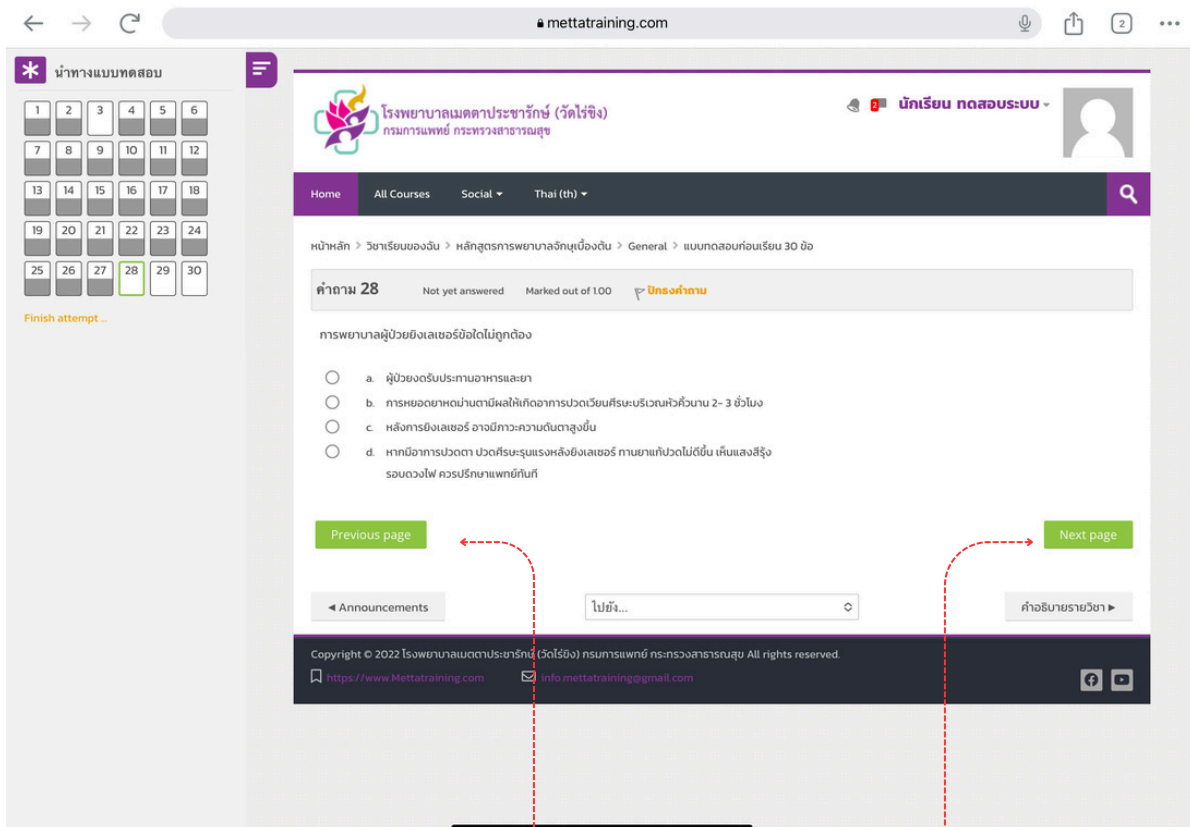 mettatraining.com
2
นำทางแบบทดสอบ
1 2 3 4 5 6
7 8 9 10 11 12
13 14 15 16 17 18
19 20 21 22 23 24
25 26 27 28 29 30
Finish attempt ...
โรงพยาบาลเมตตาประชารักษ์ (วัดไร่ขิง)
กรมการแพทย์ กระทรวงสาธารณสุข
2
นักเรียน ทดสอบระบบ
Home All Courses Social Thai (th)
หน้าหลัก > วิชาเรียนของฉัน > หลักสูตรการพยาบาลจักษุเบื้องต้น > General > แบบทดสอบก่อนเรียน 30 ข้อ
คำถาม 28 Not yet answered Marked out of 1.00 ปักธงคำถาม
การพยาบาลผู้ป่วยยิงเลเซอร์ข้อใดไม่ถูกต้อง
a. ผู้ป่วยงดรับประทานอาหารและยา
b. การหยอดยาหดม่านตามีผลให้เกิดอาการปวดเวียนศีรษะบริเวณหัวคิ้วนาน 2- 3 ชั่วโมง
c. หลังการยิงเลเซอร์ อาจมีภาวะความดันตาสูงขึ้น
d. หากมีอาการปวดตา ปวดศีรษะรุนแรงหลังยิงเลเซอร์ ทานยาแก้ปวดไม่ดีขึ้น เห็นแสงสีรุ้ง
รอบดวงไฟ ควรปรึกษาแพทย์ทันที
Previous page Next page
◄ Announcements ไปยัง... คำอธิบายรายวิชา ►
Copyright © 2022 โรงพยาบาลเมตตาประชารักษ์ (วัดไร่ขิง) กรมการแพทย์ กระทรวงสาธารณสุข All rights reserved.
https://www.Mettatraining.com info.mettatraining@gmail.com